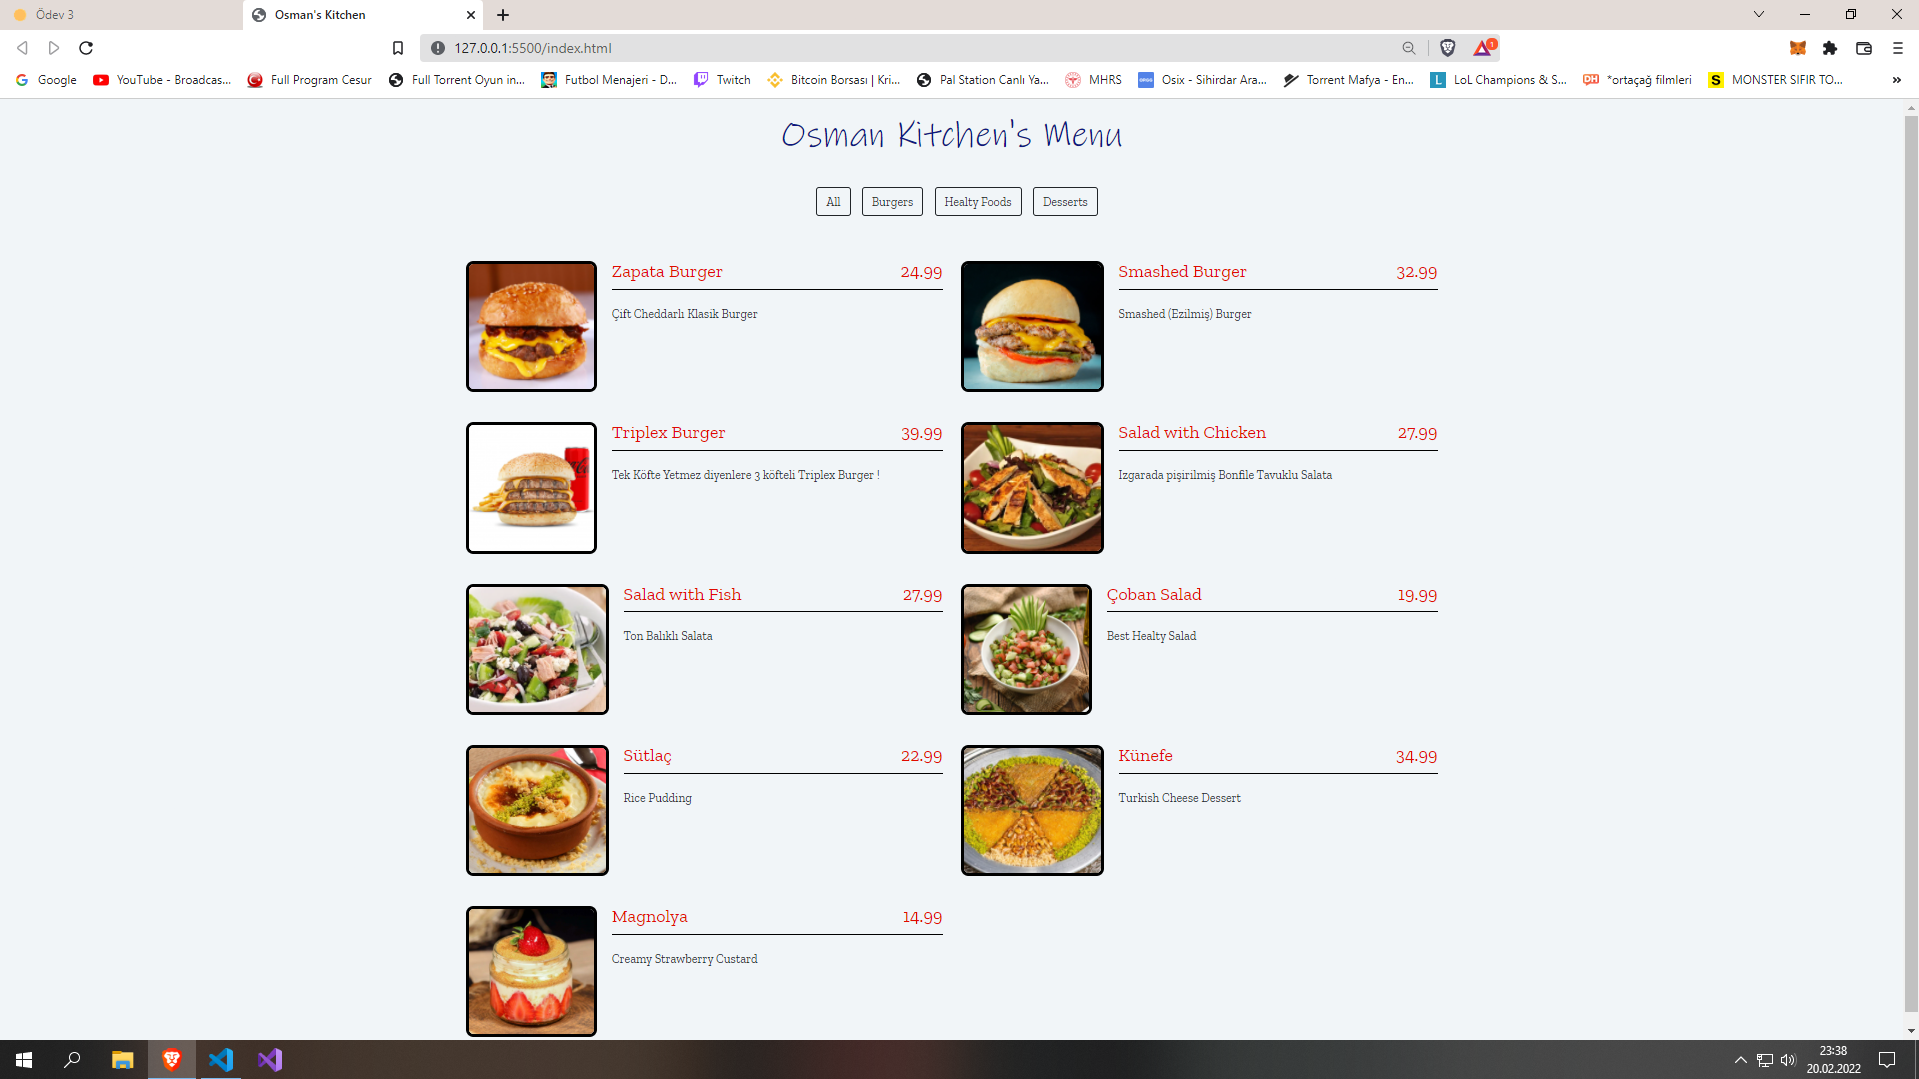 Ödev 3
Osman's Kitchen
127.0.0.1:5500/index.html
1
Google
YouTube - Broadcas...
Full Program Cesur
Full Torrent Oyun in...
Futbol Menajeri - D...
Twitch
Bitcoin Borsası | Kri...
Pal Station Canlı Ya...
MHRS
Osix - Sihirdar Ara...
Torrent Mafya - En...
L
LoL Champions & S...
DH
*ortaçağ filmleri
S
MONSTER SIFIR TO...
Osman Kitchen's Menu
All
Burgers
Healty Foods
Desserts
Zapata Burger 24.99
Çift Cheddarlı Klasik Burger
Smashed Burger 32.99
Smashed (Ezilmiş) Burger
Triplex Burger 39.99
Tek Köfte Yetmez diyenlere 3 köfteli Triplex Burger !
Salad with Chicken 27.99
Izgarada pişirilmiş Bonfile Tavuklu Salata
Salad with Fish 27.99
Ton Balıklı Salata
Çoban Salad 19.99
Best Healty Salad
Sütlaç 22.99
Rice Pudding
Künefe 34.99
Turkish Cheese Dessert
Magnolya 14.99
Creamy Strawberry Custard
23:38
20.02.2022